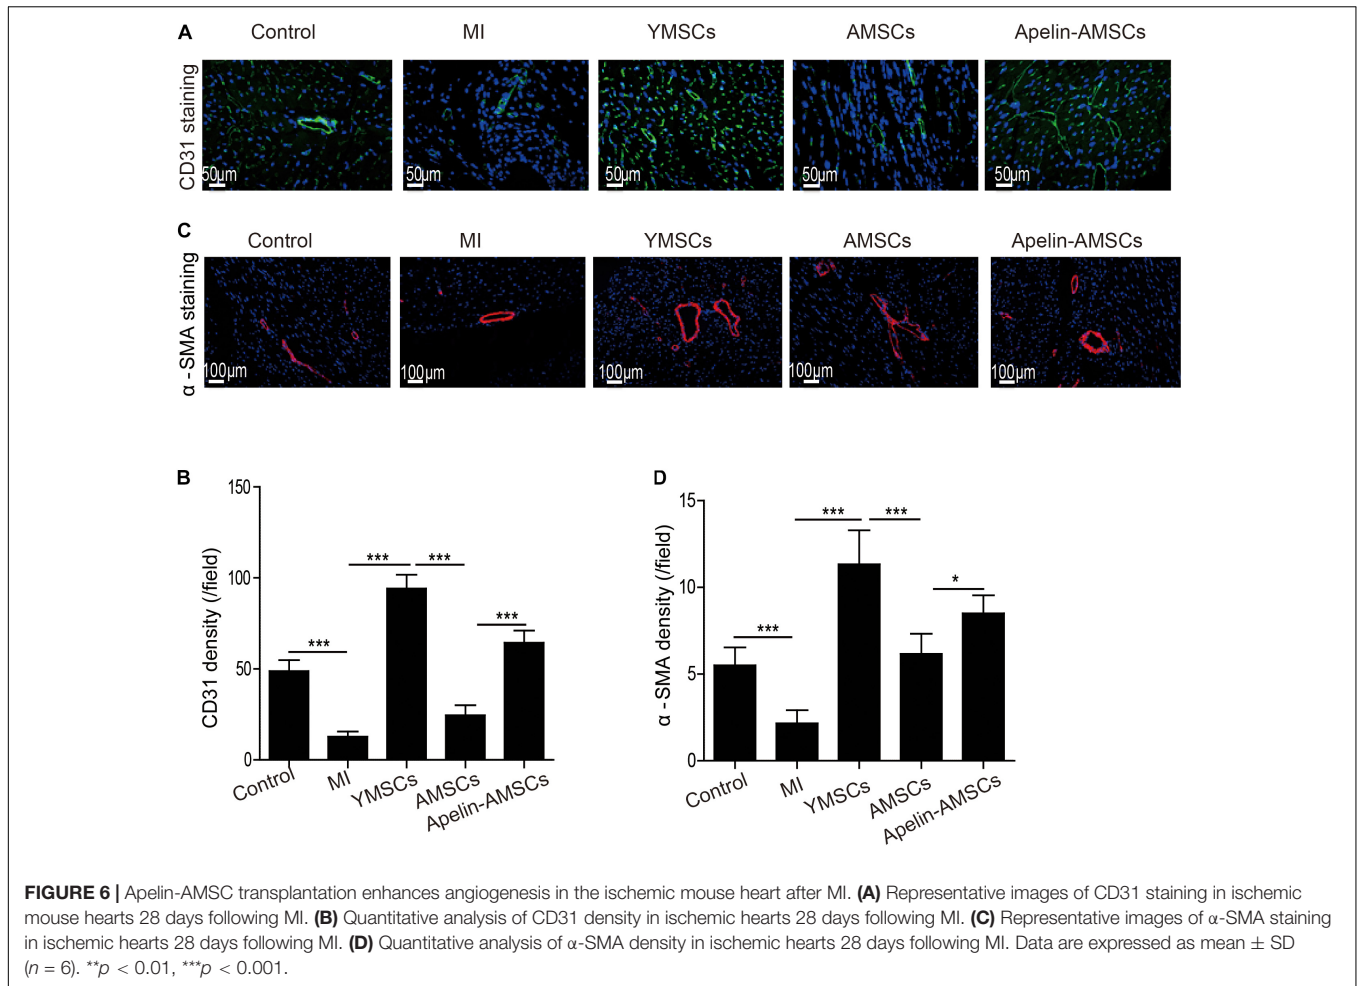 A
Control MI YMSCs AMSCs Apelin-AMSCs
CD31 staining
50µm 50µm 50µm 50µm 50µm
C
Control MI YMSCs AMSCs Apelin-AMSCs
α - SMA staining
100µm 100µm 100µm 100µm 100µm
B
CD31 density (/field)
150
100
50
0
*** *** *** ***
Control MI YMSCs AMSCs Apelin-AMSCs
D
α - SMA density (/field)
15
10
5
0
*** *** *** *
Control MI YMSCs AMSCs Apelin-AMSCs
FIGURE 6 | Apelin-AMSC transplantation enhances angiogenesis in the ischemic mouse heart after MI. (A) Representative images of CD31 staining in ischemic
mouse hearts 28 days following MI. (B) Quantitative analysis of CD31 density in ischemic hearts 28 days following MI. (C) Representative images of α-SMA staining
in ischemic hearts 28 days following MI. (D) Quantitative analysis of α-SMA density in ischemic hearts 28 days following MI. Data are expressed as mean ± SD
(n = 6). **p < 0.01, ***p < 0.001.